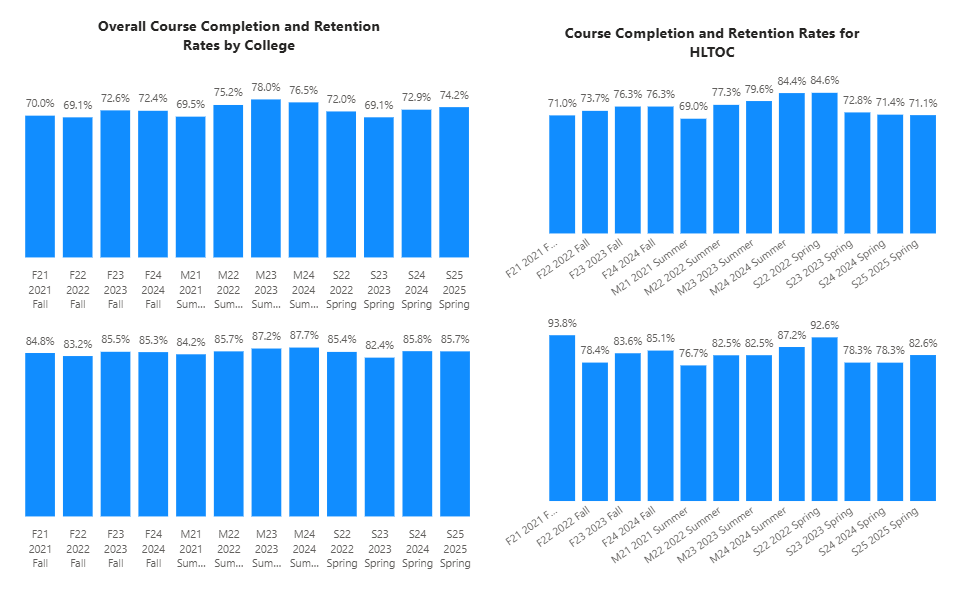 Overall Course Completion and Retention
Rates by College
70.0% 69.1% 72.6% 72.4% 69.5% 75.2% 78.0% 76.5% 72.0% 69.1% 72.9% 74.2%
F21 F22 F23 F24 M21 M22 M23 M24 S22 S23 S24 S25
2021 2022 2023 2024 2021 2022 2023 2024 2022 2023 2024 2025
Fall Fall Fall Fall Sum... Sum... Sum... Sum... Spring Spring Spring Spring
84.8% 83.2% 85.5% 85.3% 84.2% 85.7% 87.2% 87.7% 85.4% 82.4% 85.8% 85.7%
F21 F22 F23 F24 M21 M22 M23 M24 S22 S23 S24 S25
2021 2022 2023 2024 2021 2022 2023 2024 2022 2023 2024 2025
Fall Fall Fall Fall Sum... Sum... Sum... Sum... Spring Spring Spring Spring
Course Completion and Retention Rates for
HLTOC
71.0% 73.7% 76.3% 76.3% 69.0% 77.3% 79.6% 84.4% 84.6% 72.8% 71.4% 71.1%
F21 2021 F...
F22 2022 Fall
F23 2023 Fall
F24 2024 Fall
M21 2021 Summer
M22 2022 Summer
M23 2023 Summer
M24 2024 Summer
S22 2022 Spring
S23 2023 Spring
S24 2024 Spring
S25 2025 Spring
93.8% 78.4% 83.6% 85.1% 76.7% 82.5% 82.5% 87.2% 92.6% 78.3% 78.3% 82.6%
F21 2021 F...
F22 2022 Fall
F23 2023 Fall
F24 2024 Fall
M21 2021 Summer
M22 2022 Summer
M23 2023 Summer
M24 2024 Summer
S22 2022 Spring
S23 2023 Spring
S24 2024 Spring
S25 2025 Spring